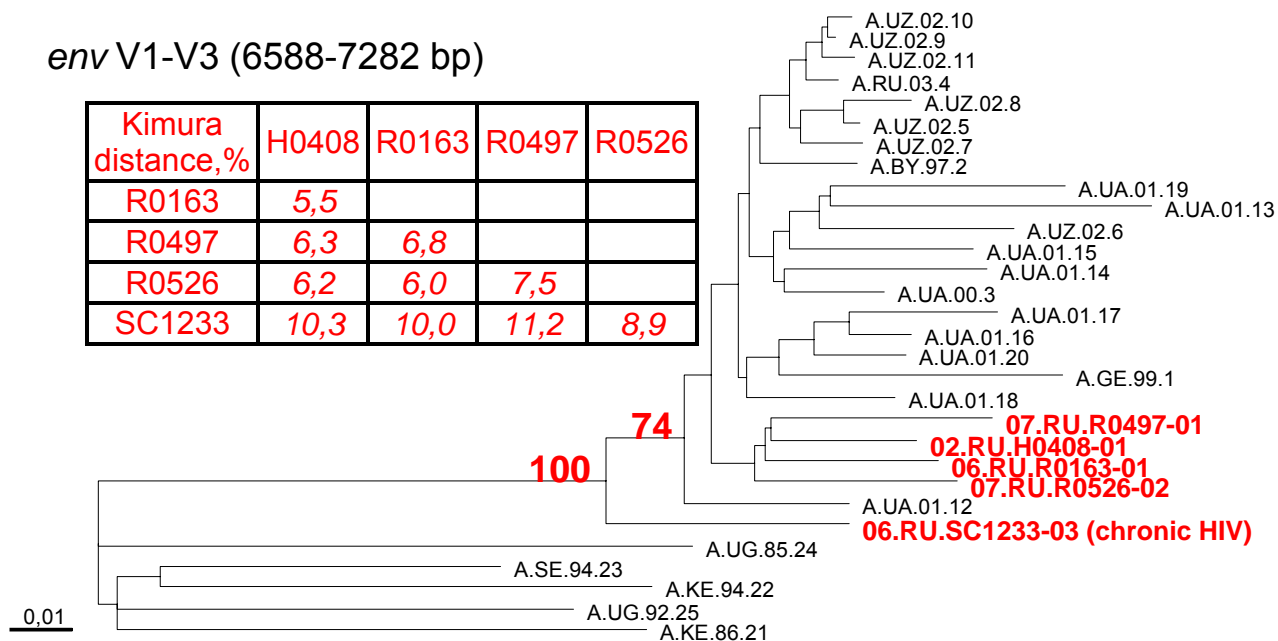 env V1-V3 (6588-7282 bp)
Kimura distance,% H0408 R0163 R0497 R0526
R0163 5,5
R0497 6,3 6,8
R0526 6,2 6,0 7,5
SC1233 10,3 10,0 11,2 8,9
A.UZ.02.10
A.UZ.02.9
A.UZ.02.11
A.RU.03.4
A.UZ.02.8
A.UZ.02.5
A.UZ.02.7
A.BY.97.2
A.UA.01.19
A.UA.01.13
A.UZ.02.6
A.UA.01.15
A.UA.01.14
A.UA.00.3
A.UA.01.17
A.UA.01.16
A.UA.01.20
A.GE.99.1
A.UA.01.18
07.RU.R0497-01
74
02.RU.H0408-01
06.RU.R0163-01
100
07.RU.R0526-02
A.UA.01.12
06.RU.SC1233-03 (chronic HIV)
A.UG.85.24
A.SE.94.23
A.KE.94.22
A.UG.92.25
0,01
A.KE.86.21